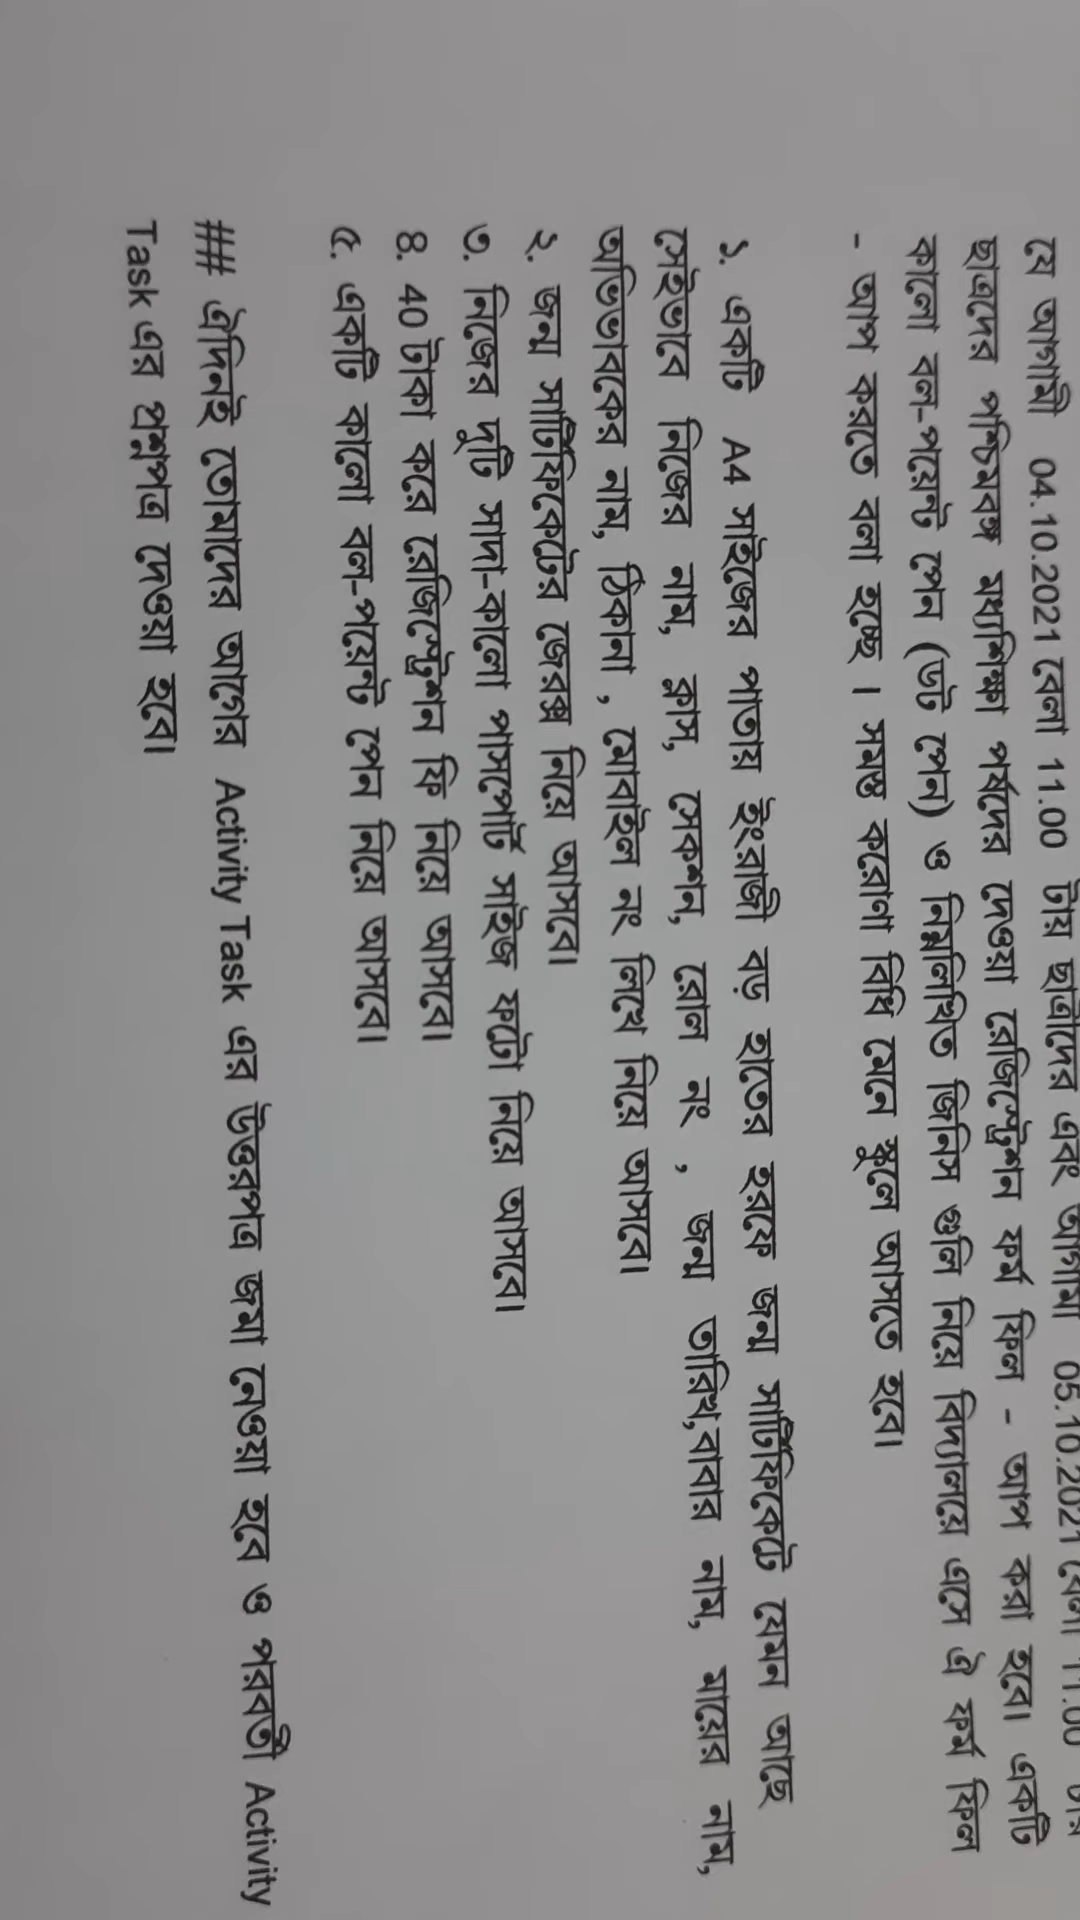 যে আগামী 04.10.2021 বেলা 11.00 টায় ছাত্রীদের এবং আগামী 05.10.2021 বেলা 11.00 টায়
ছাত্রদের পশ্চিমবঙ্গ মধ্যশিক্ষা পর্ষদের দেওয়া রেজিস্ট্রেশন ফর্ম ফিল - আপ করা হবে। একটি
কালো বল-পয়েন্ট পেন (ডট পেন) ও নিম্নলিখিত জিনিস গুলি নিয়ে বিদ্যালয়ে এসে ঐ ফর্ম ফিল
- আপ করতে বলা হচ্ছে । সমস্ত করোণা বিধি মেনে স্কুলে আসতে হবে।
১. একটি A4 সাইজের পাতায় ইংরাজী বড় হাতের হরফে জন্ম সার্টিফিকেটে যেমন আছে
সেইভাবে নিজের নাম, ক্লাস, সেকশন, রোল নং , জন্ম তারিখ,বাবার নাম, মায়ের নাম,
অভিভাবকের নাম, ঠিকানা , মোবাইল নং লিখে নিয়ে আসবে।
২. জন্ম সার্টিফিকেটের জেরক্স নিয়ে আসবে।
৩. নিজের দুটি সাদা-কালো পাসপোর্ট সাইজ ফটো নিয়ে আসবে।
৪. 40 টাকা করে রেজিস্ট্রেশন ফি নিয়ে আসবে।
৫. একটি কালো বল-পয়েন্ট পেন নিয়ে আসবে।
## ঐদিনই তোমাদের আগের Activity Task এর উত্তরপত্র জমা নেওয়া হবে ও পরবর্তী Activity
Task এর প্রশ্নপত্র দেওয়া হবে।